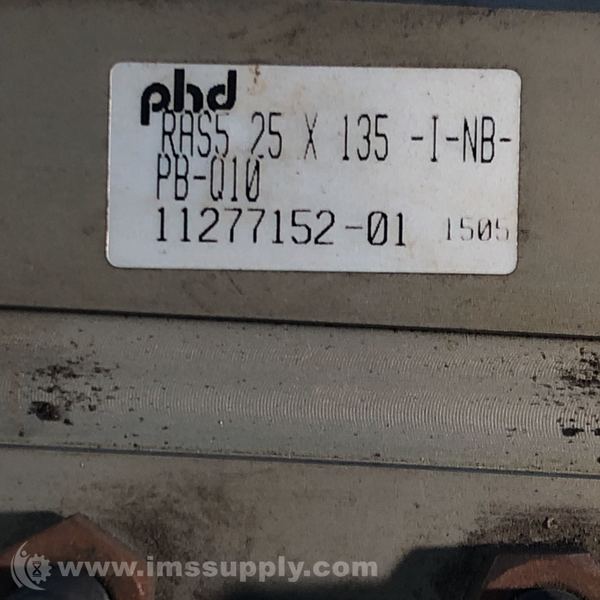 phd
RAS5 25 X 135 -I-NB-
PB-Q10
11277152-01 1505
www.imssupply.com